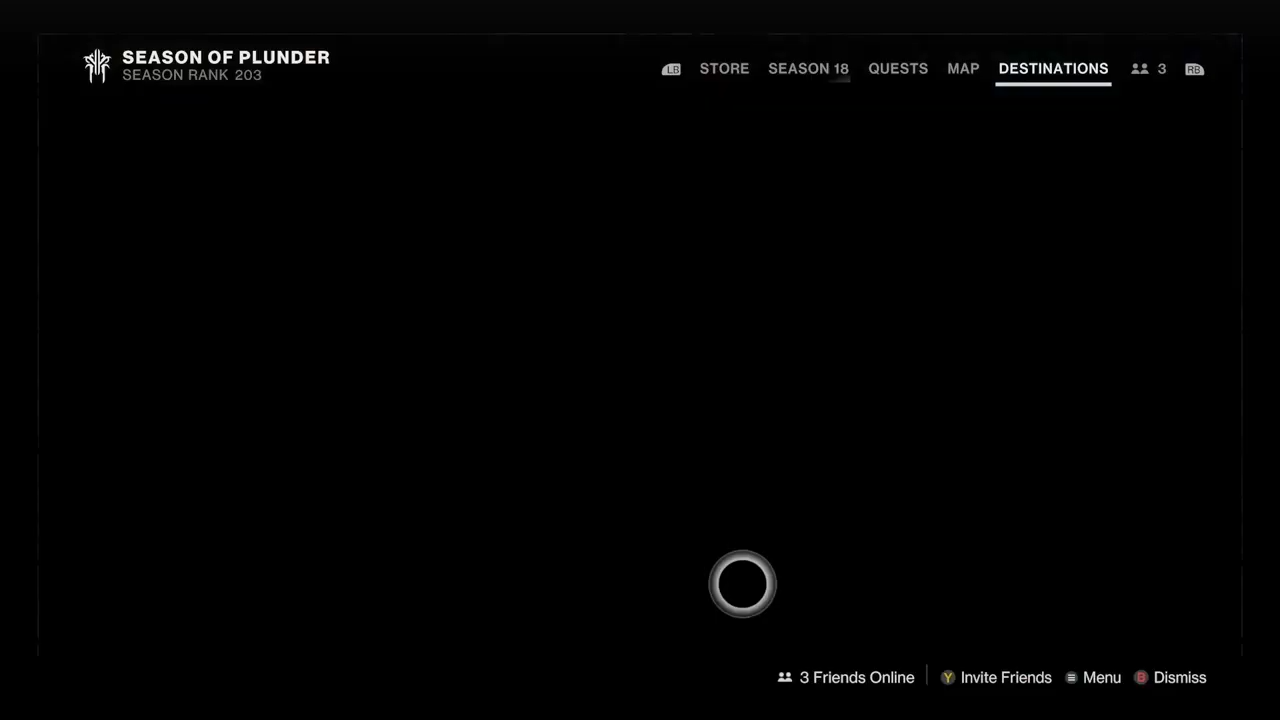 SEASON OF PLUNDER
SEASON RANK 203
LB STORE SEASON 18 QUESTS MAP DESTINATIONS 3 RB
3 Friends Online Y Invite Friends Menu B Dismiss